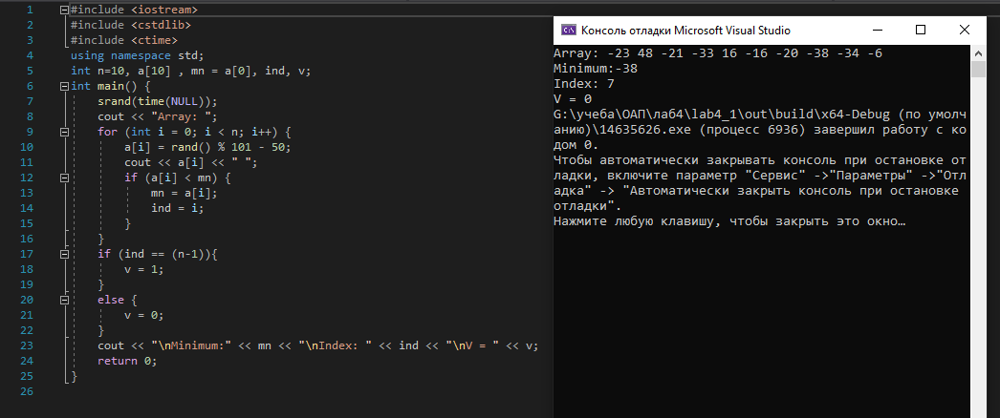 1 #include <iostream>
2 #include <cstdlib>
3 #include <ctime>
4 using namespace std;
5 int n=10, a[10] , mn = a[0], ind, v;
6 int main() {
7 srand(time(NULL));
8 cout << "Array: ";
9 for (int i = 0; i < n; i++) {
10 a[i] = rand() % 101 - 50;
11 cout << a[i] << " ";
12 if (a[i] < mn) {
13 mn = a[i];
14 ind = i;
15 }
16 }
17 if (ind == (n-1)){
18 v = 1;
19 }
20 else {
21 v = 0;
22 }
23 cout << "\nMinimum:" << mn << "\nIndex: " << ind << "\nV = " << v;
24 return 0;
25 }
26
Консоль отладки Microsoft Visual Studio
Array: -23 48 -21 -33 16 -16 -20 -38 -34 -6
Minimum:-38
Index: 7
V = 0
G:\учеба\ОАП\ла64\lab4_1\out\build\x64-Debug (по умолч
анию)\14635626.exe (процесс 6936) завершил работу с ко
дом 0.
Чтобы автоматически закрывать консоль при остановке от
ладки, включите параметр "Сервис" ->"Параметры" ->"Отл
адка" -> "Автоматически закрыть консоль при остановке
отладки".
Нажмите любую клавишу, чтобы закрыть это окно…